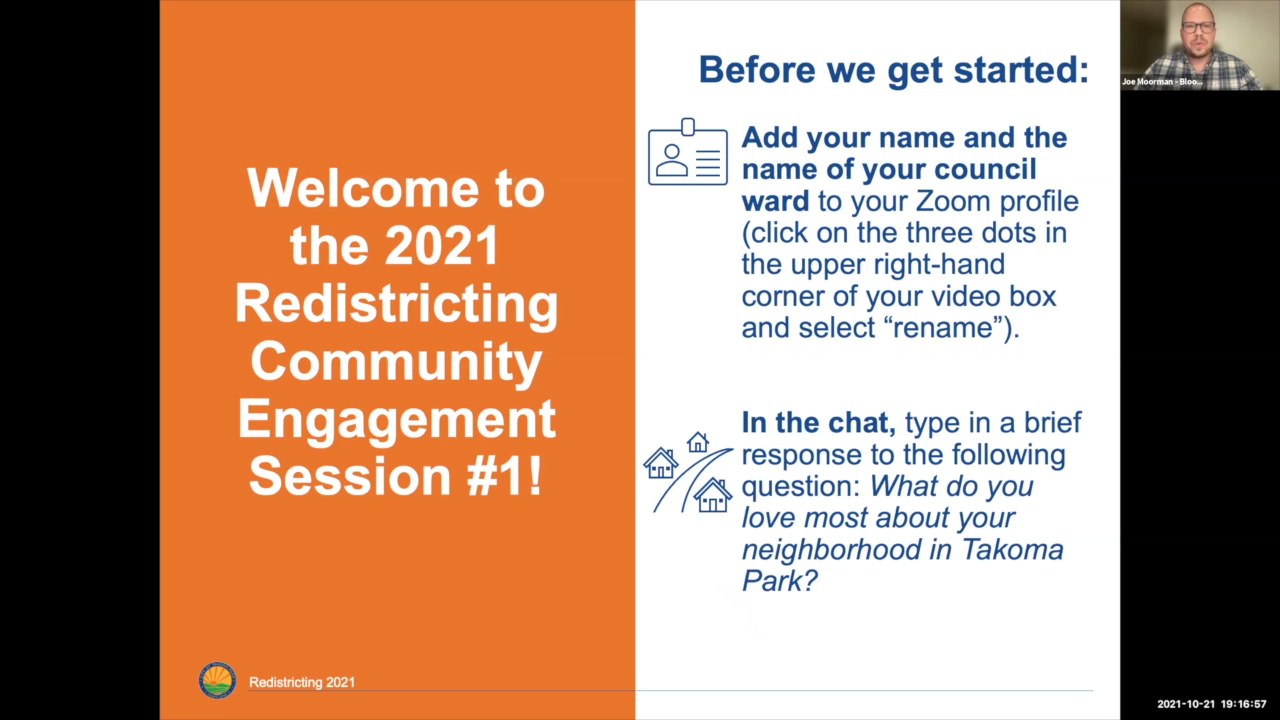 Welcome to
the 2021
Redistricting
Community
Engagement
Session #1!
Redistricting 2021
Before we get started:
Add your name and the
name of your council
ward to your Zoom profile
(click on the three dots in
the upper right-hand
corner of your video box
and select “rename”).
In the chat, type in a brief
response to the following
question: What do you
love most about your
neighborhood in Takoma
Park?
Joe Moorman - Bloo...
2021-10-21 19:16:57